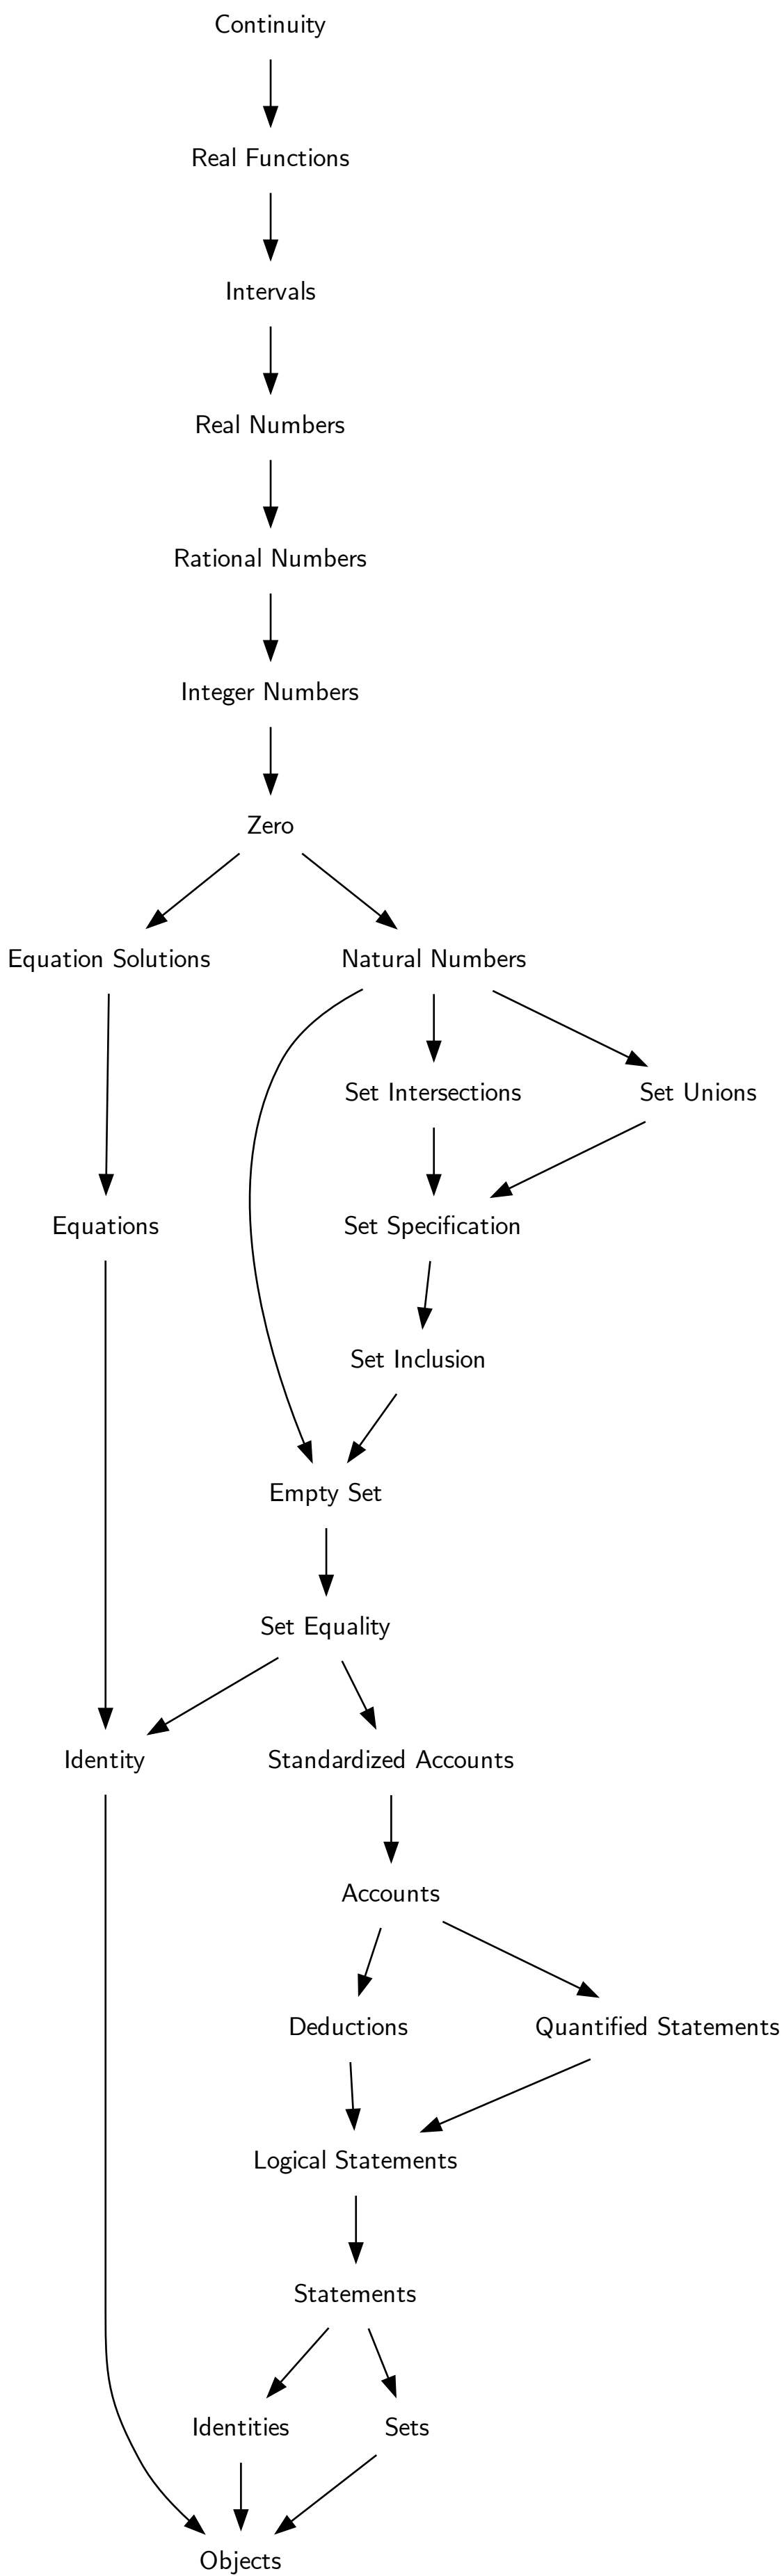 Continuity
Real Functions
Intervals
Real Numbers
Rational Numbers
Integer Numbers
Zero
Equation Solutions
Natural Numbers
Set Intersections
Set Unions
Equations
Set Specification
Set Inclusion
Empty Set
Set Equality
Identity
Standardized Accounts
Accounts
Deductions
Quantified Statements
Logical Statements
Statements
Identities
Sets
Objects